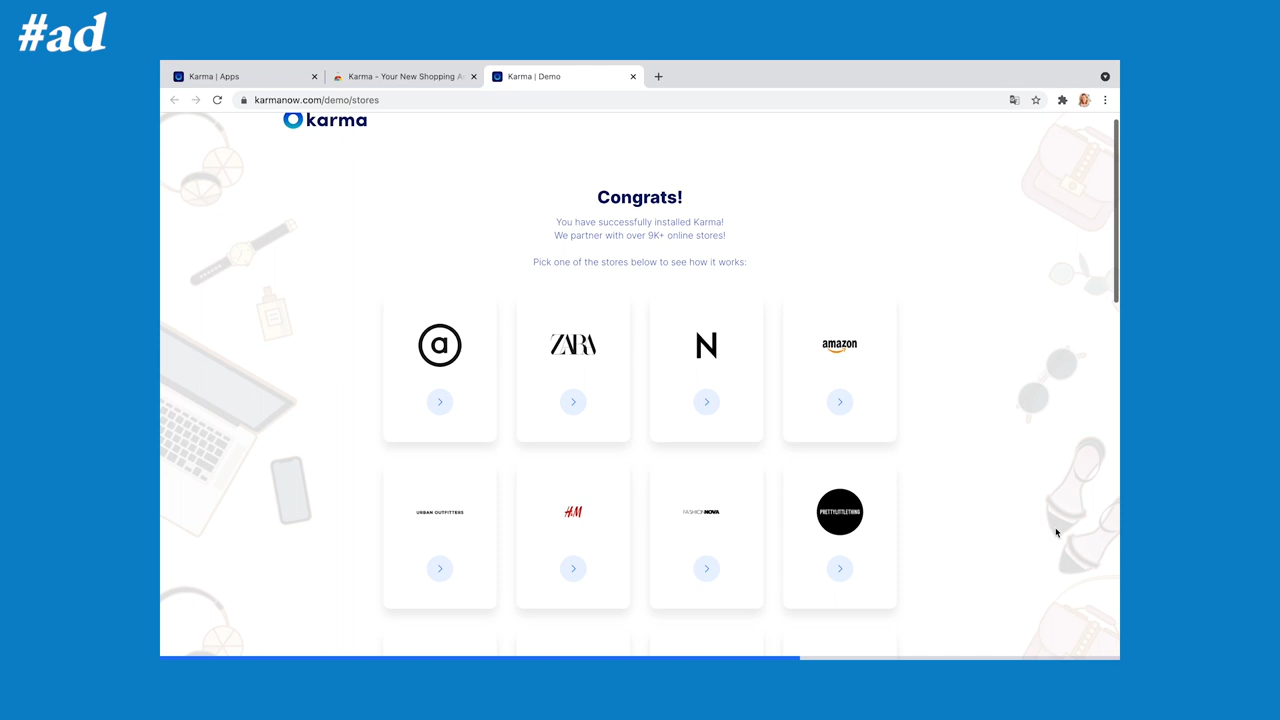 #ad
Karma | Apps
Karma - Your New Shopping A
Karma | Demo
karmanow.com/demo/stores
karma
Congrats!
You have successfully installed Karma!
We partner with over 9K+ online stores!
Pick one of the stores below to see how it works:
a
ZARA
N
amazon
URBAN OUTFITTERS
H&M
FASHIONNOVA
PRETTYLITTLETHING